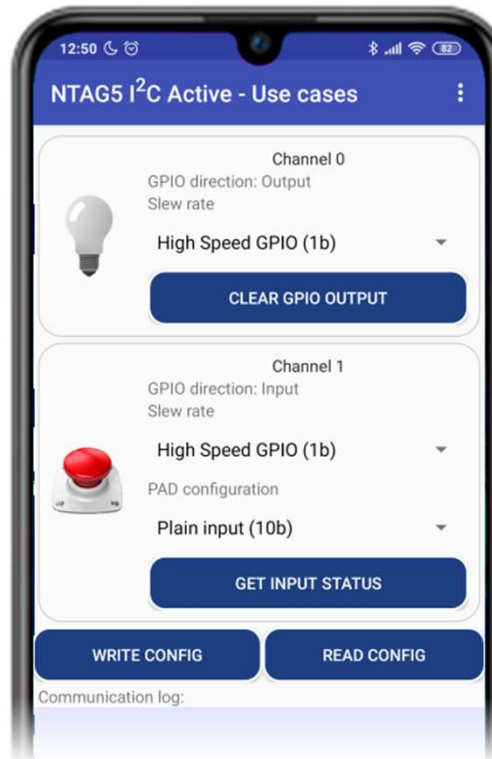 12:50
82
NTAG5 I²C Active - Use cases
Channel 0
GPIO direction: Output
Slew rate
High Speed GPIO (1b)
CLEAR GPIO OUTPUT
Channel 1
GPIO direction: Input
Slew rate
High Speed GPIO (1b)
PAD configuration
Plain input (10b)
GET INPUT STATUS
WRITE CONFIG
READ CONFIG
Communication log: